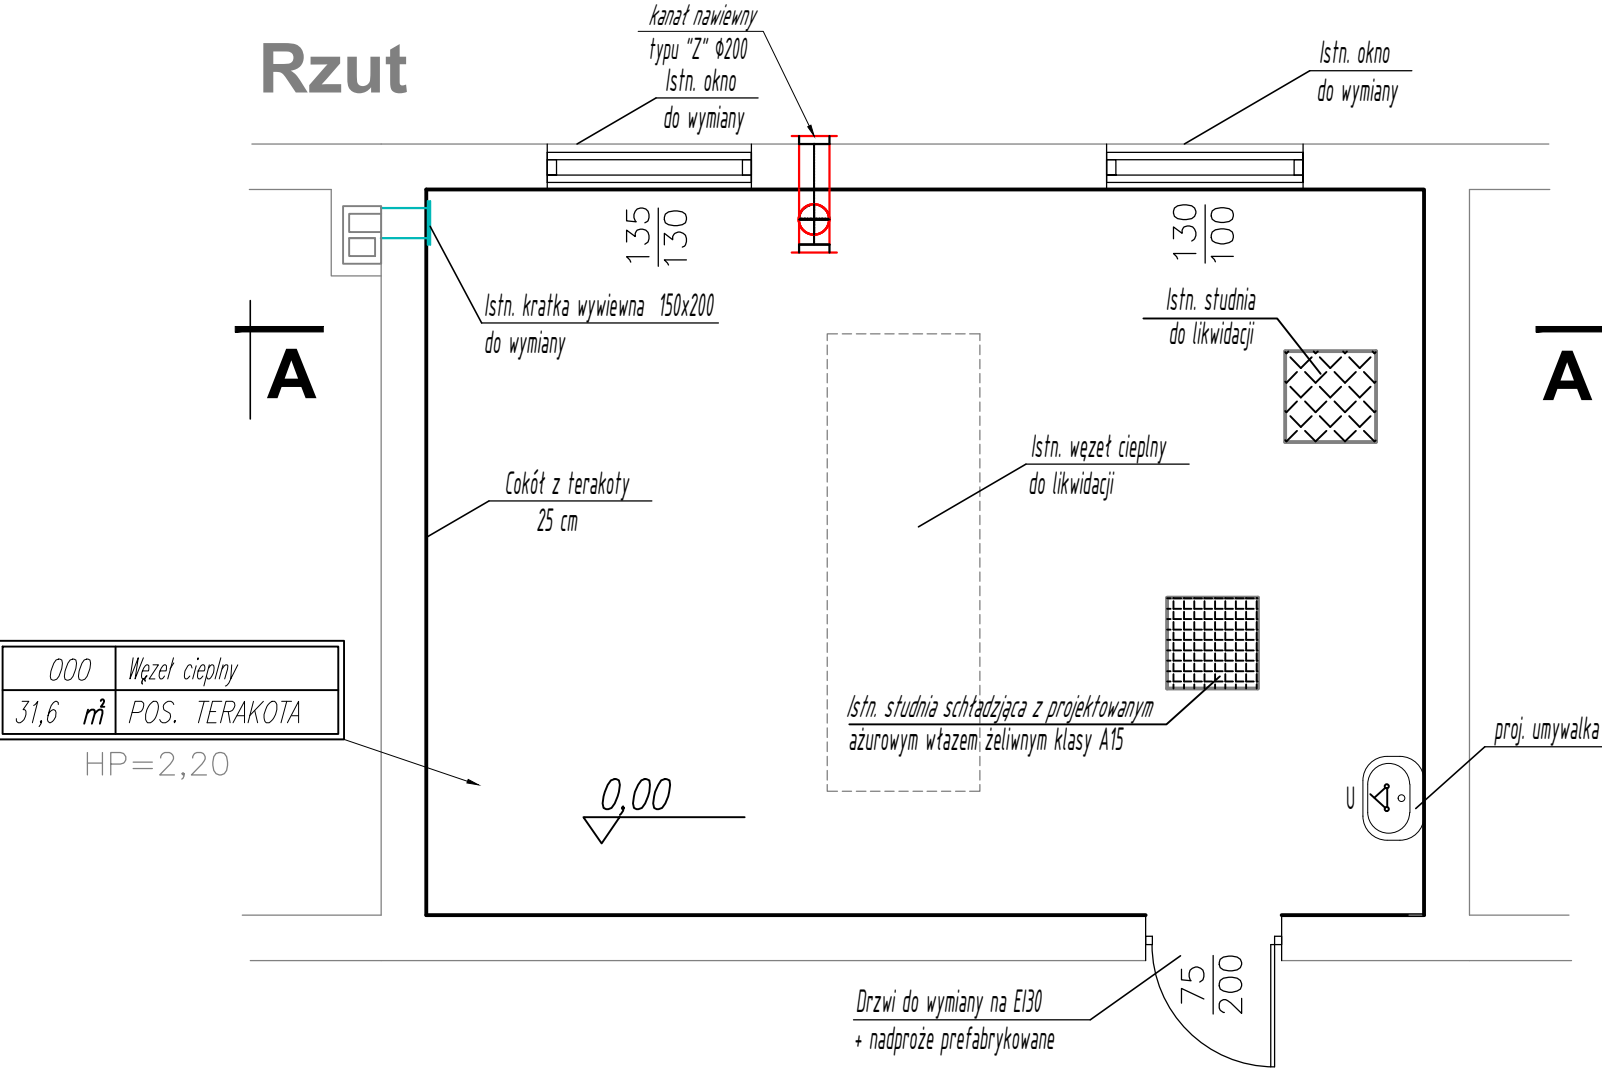 Rzut
kanał nawiewny
typu "Z" Φ200
Istn. okno
do wymiany
Istn. okno
do wymiany
135
130
130
100
Istn. kratka wywiewna 150x200
do wymiany
Istn. studnia
do likwidacji
A
A
Istn. węzeł cieplny
do likwidacji
Cokół z terakoty
25 cm
000 Węzeł cieplny
31,6 m² POS. TERAKOTA
HP=2,20
Istn. studnia schładzjąca z projektowanym
ażurowym włazem żeliwnym klasy A15
proj. umywalka
U
0,00
75
200
Drzwi do wymiany na EI30
+ nadproże prefabrykowane